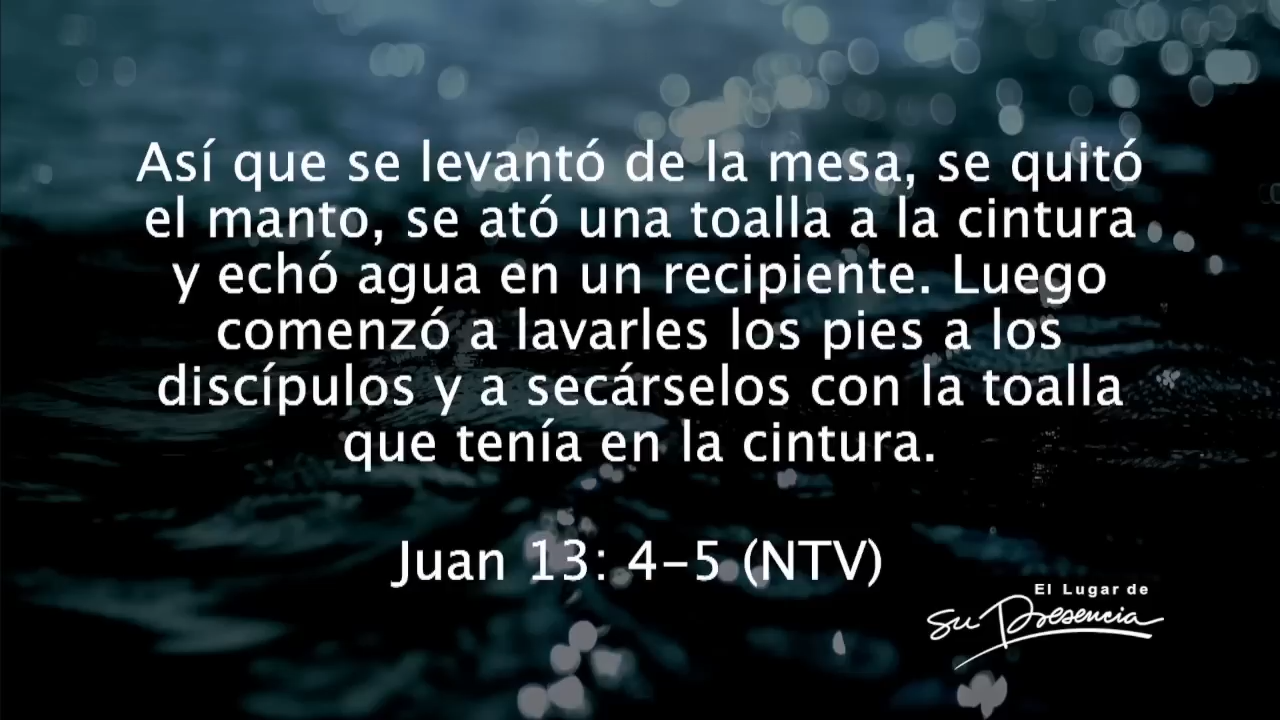 Así que se levantó de la mesa, se quitó
el manto, se ató una toalla a la cintura
y echó agua en un recipiente. Luego
comenzó a lavarles los pies a los
discípulos y a secárselos con la toalla
que tenía en la cintura.
Juan 13: 4-5 (NTV)
El Lugar de
Su Presencia